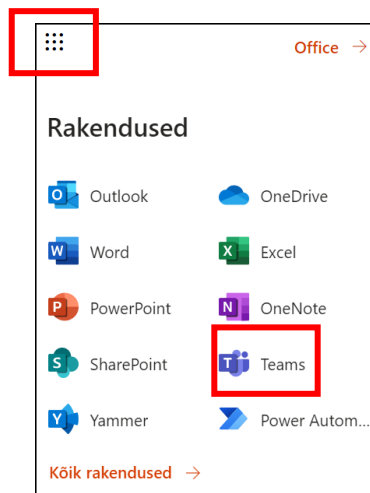 Office →
Rakendused
Outlook
OneDrive
Word
Excel
PowerPoint
OneNote
SharePoint
Teams
Yammer
Power Autom...
Kõik rakendused →